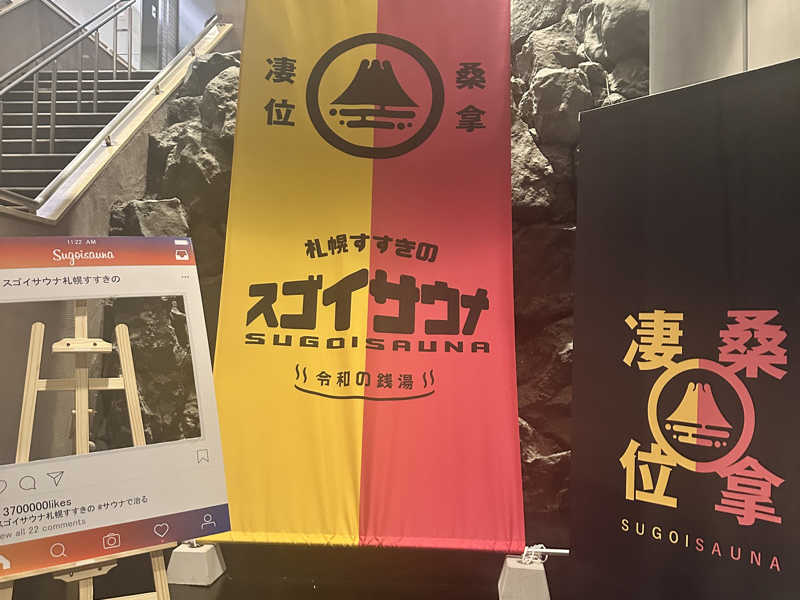 凄位
桑拿
札幌すすきの
スゴイサウナ
SUGOISAUNA
令和の銭湯
11:22 AM
Sugoisauna
スゴイサウナ札幌すすきの
3700000likes
スゴイサウナ札幌すすきの #サウナで治る
view all 22 comments
凄位
桑拿
SUGOISAUNA